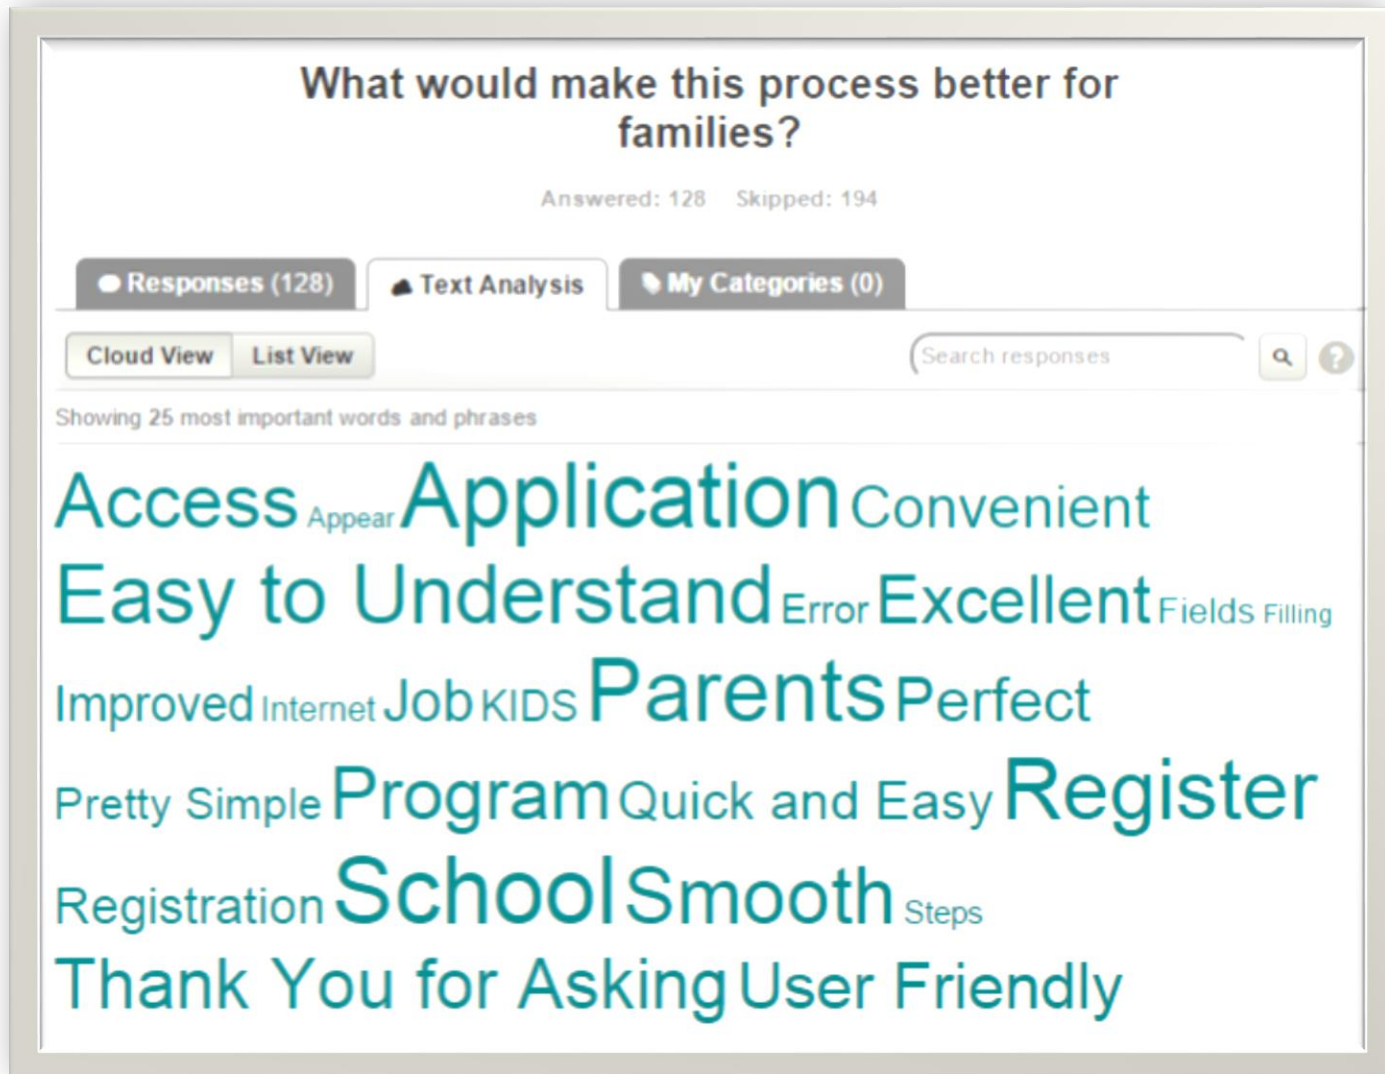 What would make this process better for
families?
Answered: 128 Skipped: 194
Responses (128) Text Analysis My Categories (0)
Cloud View List View Search responses ?
Showing 25 most important words and phrases
Access Appear Application Convenient
Easy to Understand Error Excellent Fields Filling
Improved Internet Job KIDS Parents Perfect
Pretty Simple Program Quick and Easy Register
Registration School Smooth Steps
Thank You for Asking User Friendly